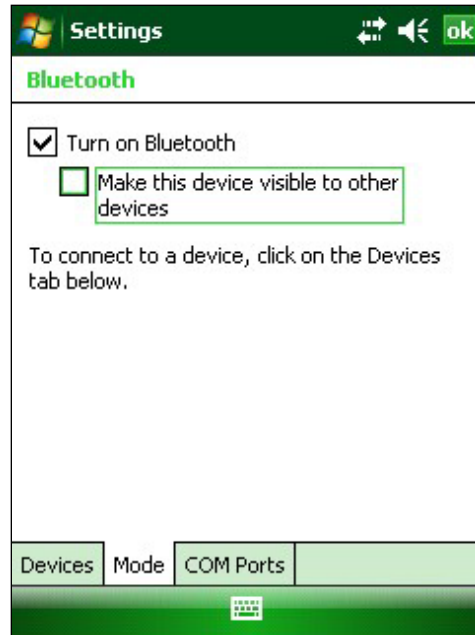 Settings
ok
Bluetooth
Turn on Bluetooth
Make this device visible to other
devices
To connect to a device, click on the Devices
tab below.
Devices Mode COM Ports